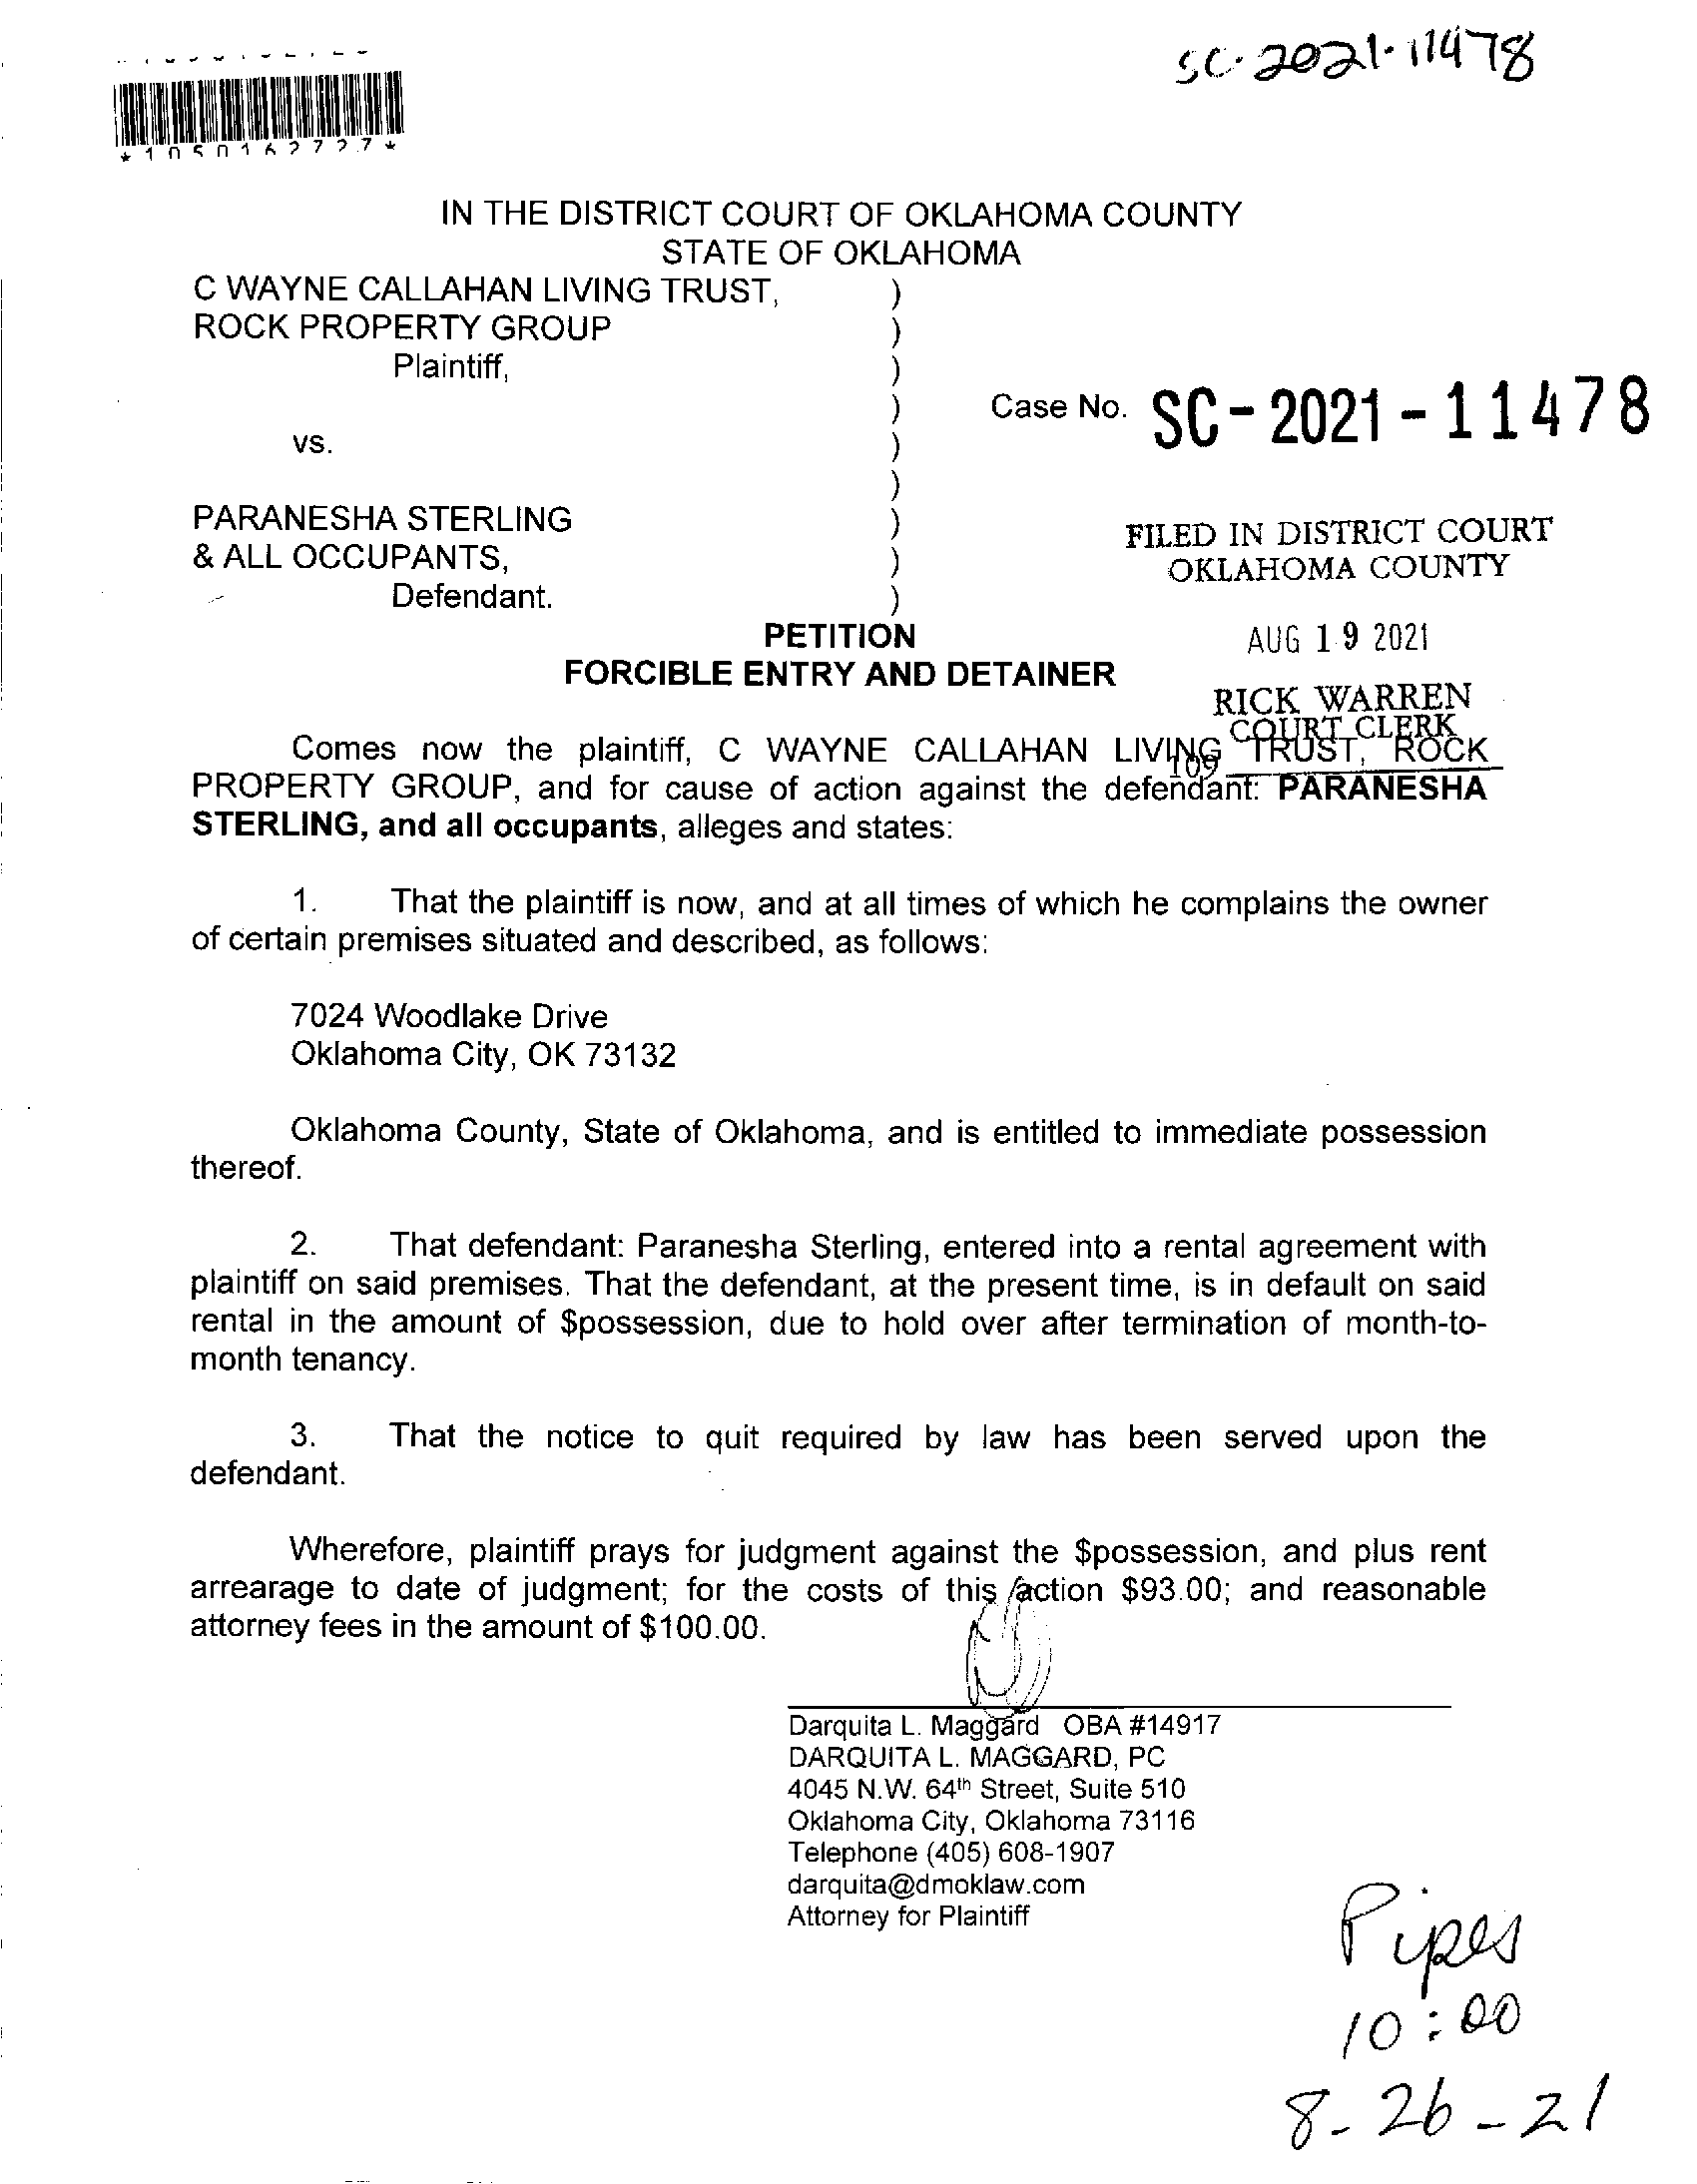 SC-2021-11478
*1050162727*
IN THE DISTRICT COURT OF OKLAHOMA COUNTY
STATE OF OKLAHOMA
C WAYNE CALLAHAN LIVING TRUST, )
ROCK PROPERTY GROUP )
Plaintiff, )
) Case No. SC-2021-11478
vs. )
)
PARANESHA STERLING )
& ALL OCCUPANTS, )
Defendant. )
FILED IN DISTRICT COURT
OKLAHOMA COUNTY
AUG 19 2021
RICK WARREN
COURT CLERK
109
PETITION
FORCIBLE ENTRY AND DETAINER
Comes now the plaintiff, C WAYNE CALLAHAN LIVING TRUST, ROCK
PROPERTY GROUP, and for cause of action against the defendant: PARANESHA
STERLING, and all occupants, alleges and states:
1. That the plaintiff is now, and at all times of which he complains the owner
of certain premises situated and described, as follows:
7024 Woodlake Drive
Oklahoma City, OK 73132
Oklahoma County, State of Oklahoma, and is entitled to immediate possession
thereof.
2. That defendant: Paranesha Sterling, entered into a rental agreement with
plaintiff on said premises. That the defendant, at the present time, is in default on said
rental in the amount of $possession, due to hold over after termination of month-to-
month tenancy.
3. That the notice to quit required by law has been served upon the
defendant.
Wherefore, plaintiff prays for judgment against the $possession, and plus rent
arrearage to date of judgment; for the costs of this action $93.00; and reasonable
attorney fees in the amount of $100.00.
Darquita L. Maggard OBA #14917
DARQUITA L. MAGGARD, PC
4045 N.W. 64th Street, Suite 510
Oklahoma City, Oklahoma 73116
Telephone (405) 608-1907
darquita@dmoklaw.com
Attorney for Plaintiff
Pipes
10:00
8-26-21